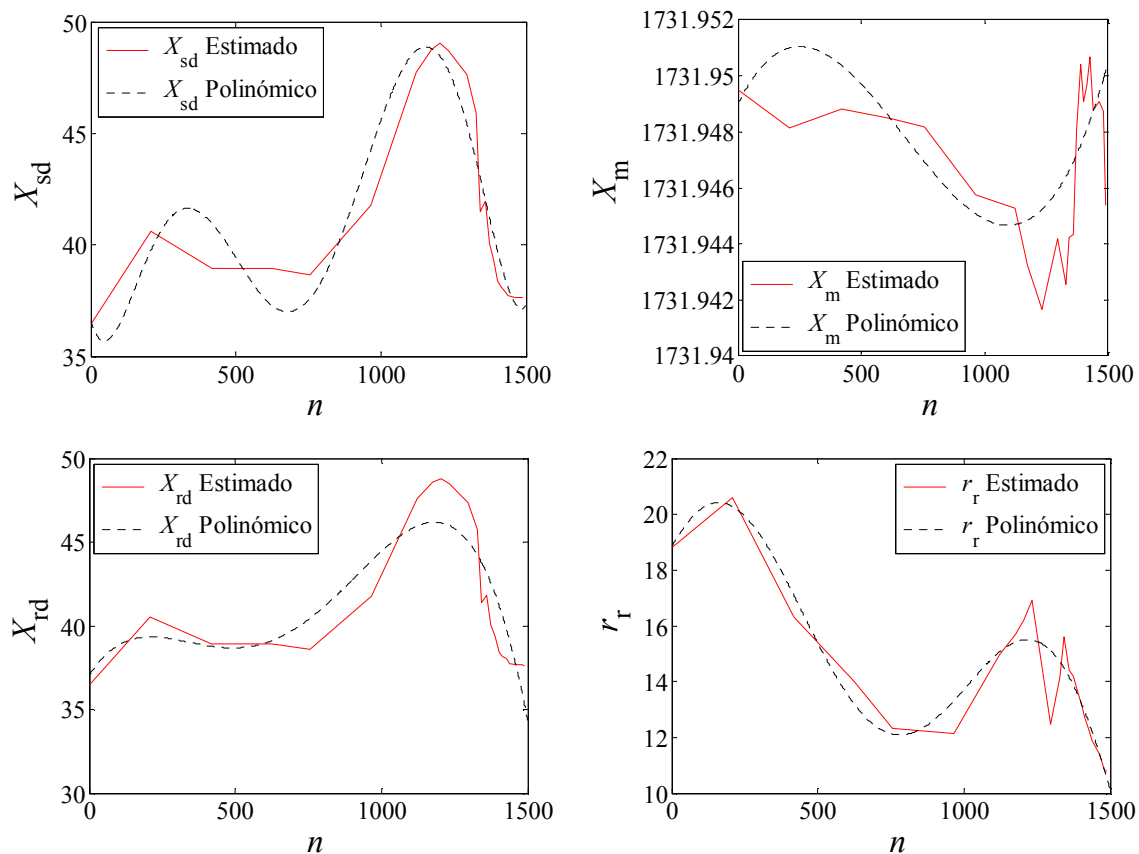 50
45
40
35
X_sd
X_sd Estimado
X_sd Polinómico
0 500 1000 1500
n
1731.952
1731.95
1731.948
1731.946
1731.944
1731.942
1731.94
X_m
X_m Estimado
X_m Polinómico
0 500 1000 1500
n
50
45
40
35
30
X_rd
X_rd Estimado
X_rd Polinómico
0 500 1000 1500
n
22
20
18
16
14
12
10
r_r
r_r Estimado
r_r Polinómico
0 500 1000 1500
n